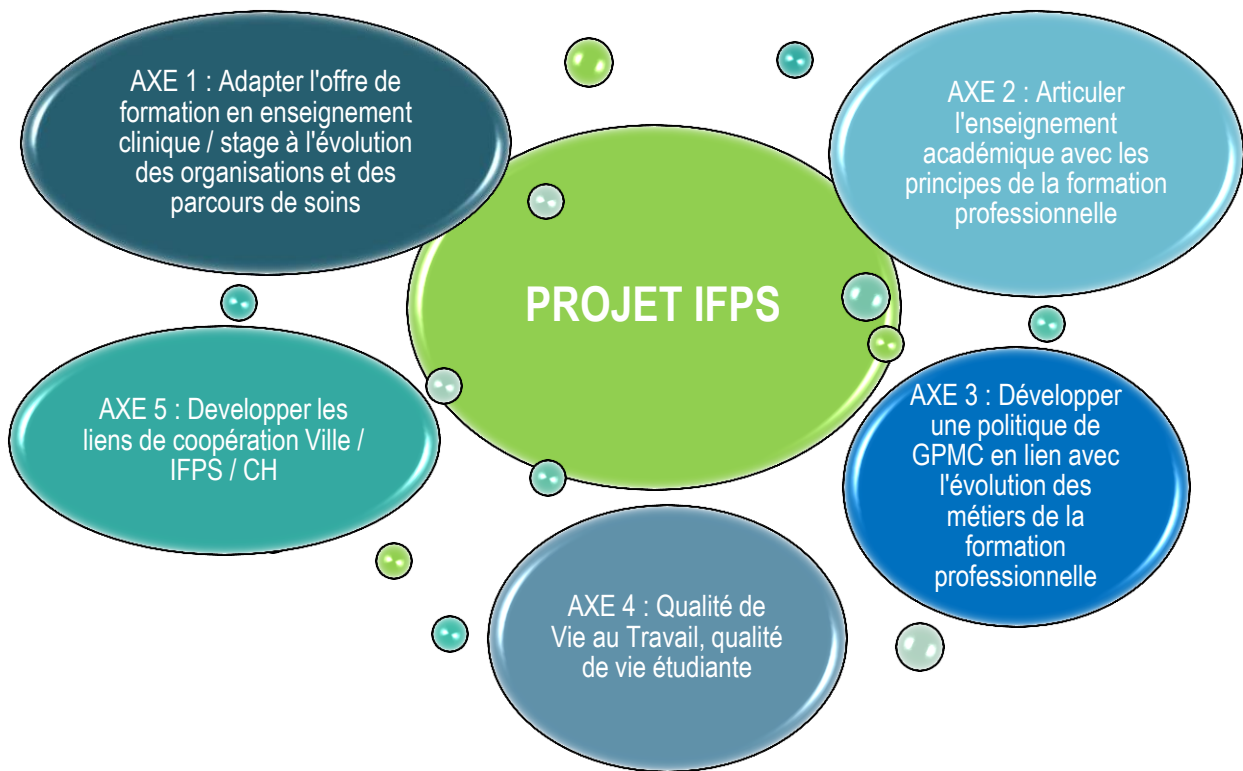 AXE 1 : Adapter l'offre de
formation en enseignement
clinique / stage à l'évolution
des organisations et des
parcours de soins
AXE 2 : Articuler
l'enseignement
académique avec les
principes de la formation
professionnelle
PROJET IFPS
AXE 3 : Développer
une politique de
GPMC en lien avec
l'évolution des
métiers de la
formation
professionnelle
AXE 4 : Qualité de
Vie au Travail, qualité
de vie étudiante
AXE 5 : Developper les
liens de coopération Ville /
IFPS / CH